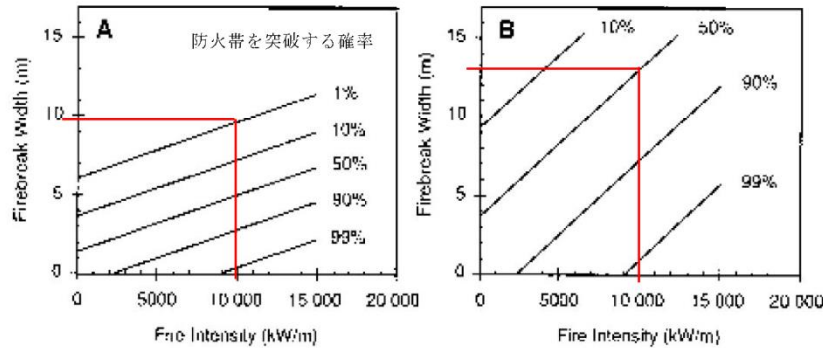 A
防火帯を突破する確率
Firebreak Width (m)
15
10
5
0
1%
10%
50%
90%
99%
0 5000 10 000 15 000 20 000
Fire Intensity (kW/m)
B
Firebreak Width (m)
15
10
5
0
10%
50%
90%
99%
0 5000 10 000 15 000 20 000
Fire Intensity (kW/m)